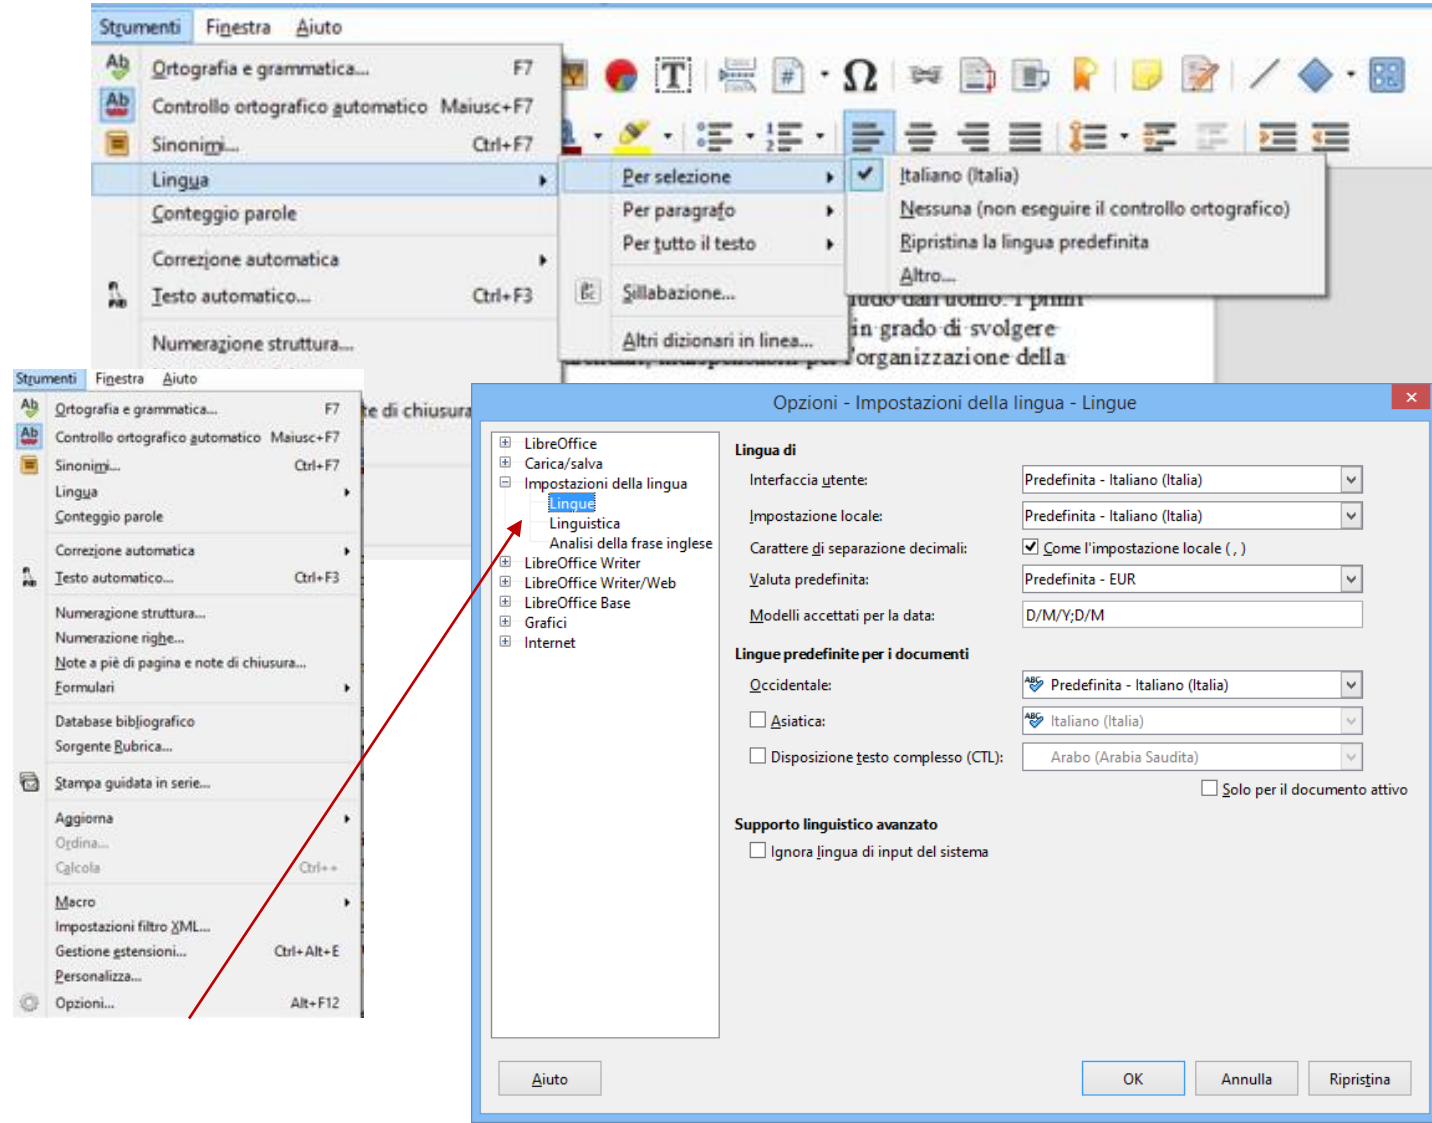 Strumenti Finestra Aiuto
Ortografia e grammatica... F7
Controllo ortografico automatico Maiusc+F7
Sinonimi... Ctrl+F7
Lingua
Conteggio parole
Correzione automatica
Testo automatico... Ctrl+F3
Numerazione struttura...
Per selezione
Per paragrafo
Per tutto il testo
Sillabazione...
Altri dizionari in linea...
Italiano (Italia)
Nessuna (non eseguire il controllo ortografico)
Ripristina la lingua predefinita
Altro...
dall'uomo. I primi
in grado di svolgere
per l'organizzazione della
te di chiusura
Strumenti Finestra Aiuto
Ortografia e grammatica... F7
Controllo ortografico automatico Maiusc+F7
Sinonimi... Ctrl+F7
Lingua
Conteggio parole
Correzione automatica
Testo automatico... Ctrl+F3
Numerazione struttura...
Numerazione righe...
Note a piè di pagina e note di chiusura...
Formulari
Database bibliografico
Sorgente Rubrica...
Stampa guidata in serie...
Aggiorna
Ordina...
Calcola Ctrl++
Macro
Impostazioni filtro XML...
Gestione estensioni... Ctrl+Alt+E
Personalizza...
Opzioni... Alt+F12
Opzioni - Impostazioni della lingua - Lingue
LibreOffice
Carica/salva
Impostazioni della lingua
Lingue
Linguistica
Analisi della frase inglese
LibreOffice Writer
LibreOffice Writer/Web
LibreOffice Base
Grafici
Internet
Lingua di
Interfaccia utente: Predefinita - Italiano (Italia)
Impostazione locale: Predefinita - Italiano (Italia)
Carattere di separazione decimali: Come l'impostazione locale ( , )
Valuta predefinita: Predefinita - EUR
Modelli accettati per la data: D/M/Y;D/M
Lingue predefinite per i documenti
Occidentale: Predefinita - Italiano (Italia)
Asiatica: Italiano (Italia)
Disposizione testo complesso (CTL): Arabo (Arabia Saudita)
Solo per il documento attivo
Supporto linguistico avanzato
Ignora lingua di input del sistema
Aiuto OK Annulla Ripristina